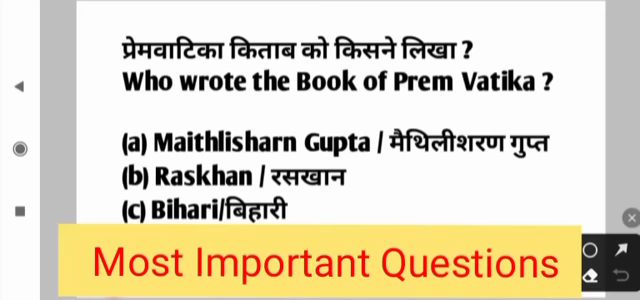 प्रेमवाटिका किताब को किसने लिखा ?
Who wrote the Book of Prem Vatika ?
(a) Maithlisharn Gupta / मैथिलीशरण गुप्त
(b) Raskhan / रसखान
(c) Bihari/बिहारी
Most Important Questions